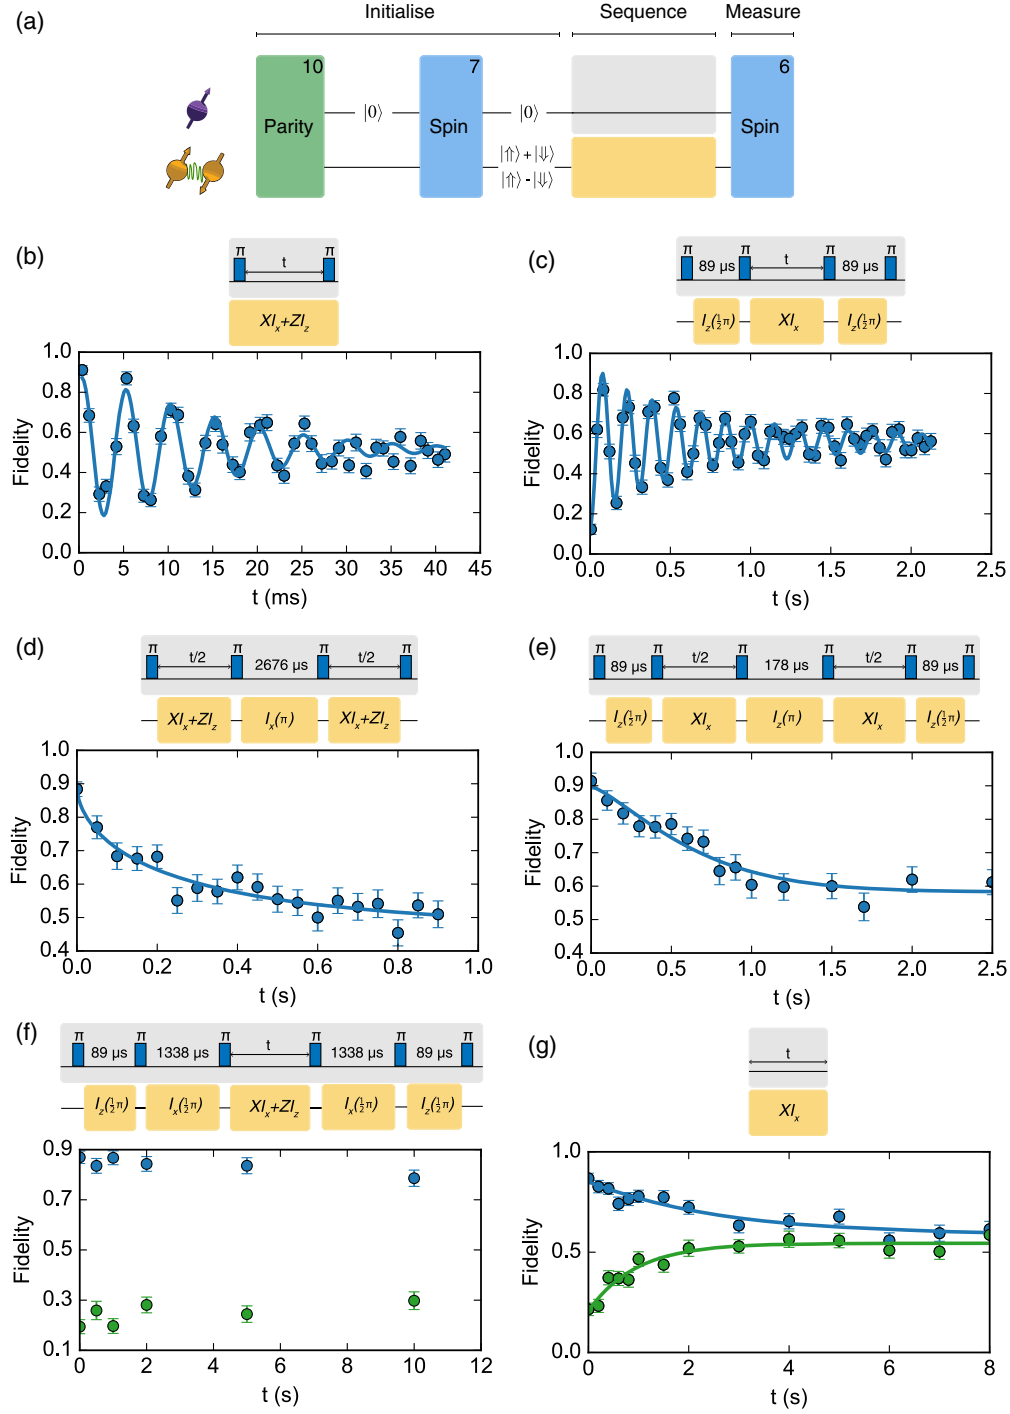 (a)
Initialise Sequence Measure
10 7 6
Parity |0⟩ Spin |0⟩ Spin
|⇑⟩ + |⇓⟩
|⇑⟩ - |⇓⟩
(b)
π t π
XI_x+ZI_z
1.0
0.8
0.6
0.4
0.2
0.0
Fidelity
0 5 10 15 20 25 30 35 40 45
t (ms)
(c)
π 89 μs π t π 89 μs π
I_z(½π) XI_x I_z(½π)
1.0
0.8
0.6
0.4
0.2
0.0
Fidelity
0.0 0.5 1.0 1.5 2.0 2.5
t (s)
(d)
π t/2 π 2676 μs π t/2 π
XI_x+ZI_z I_x(π) XI_x+ZI_z
1.0
0.9
0.8
0.7
0.6
0.5
0.4
Fidelity
0.0 0.2 0.4 0.6 0.8 1.0
t (s)
(e)
π 89 μs π t/2 π 178 μs π t/2 π 89 μs π
I_z(½π) XI_x I_z(π) XI_x I_z(½π)
1.0
0.9
0.8
0.7
0.6
0.5
0.4
Fidelity
0.0 0.5 1.0 1.5 2.0 2.5
t (s)
(f)
π 89 μs π 1338 μs π t π 1338 μs π 89 μs π
I_z(½π) I_x(½π) XI_x+ZI_z I_x(½π) I_z(½π)
0.9
0.7
0.9
0.3
0.1
Fidelity
0 2 4 6 8 10 12
t (s)
(g)
t
XI_x
1.0
0.5
0.0
Fidelity
0 2 4 6 8
t (s)